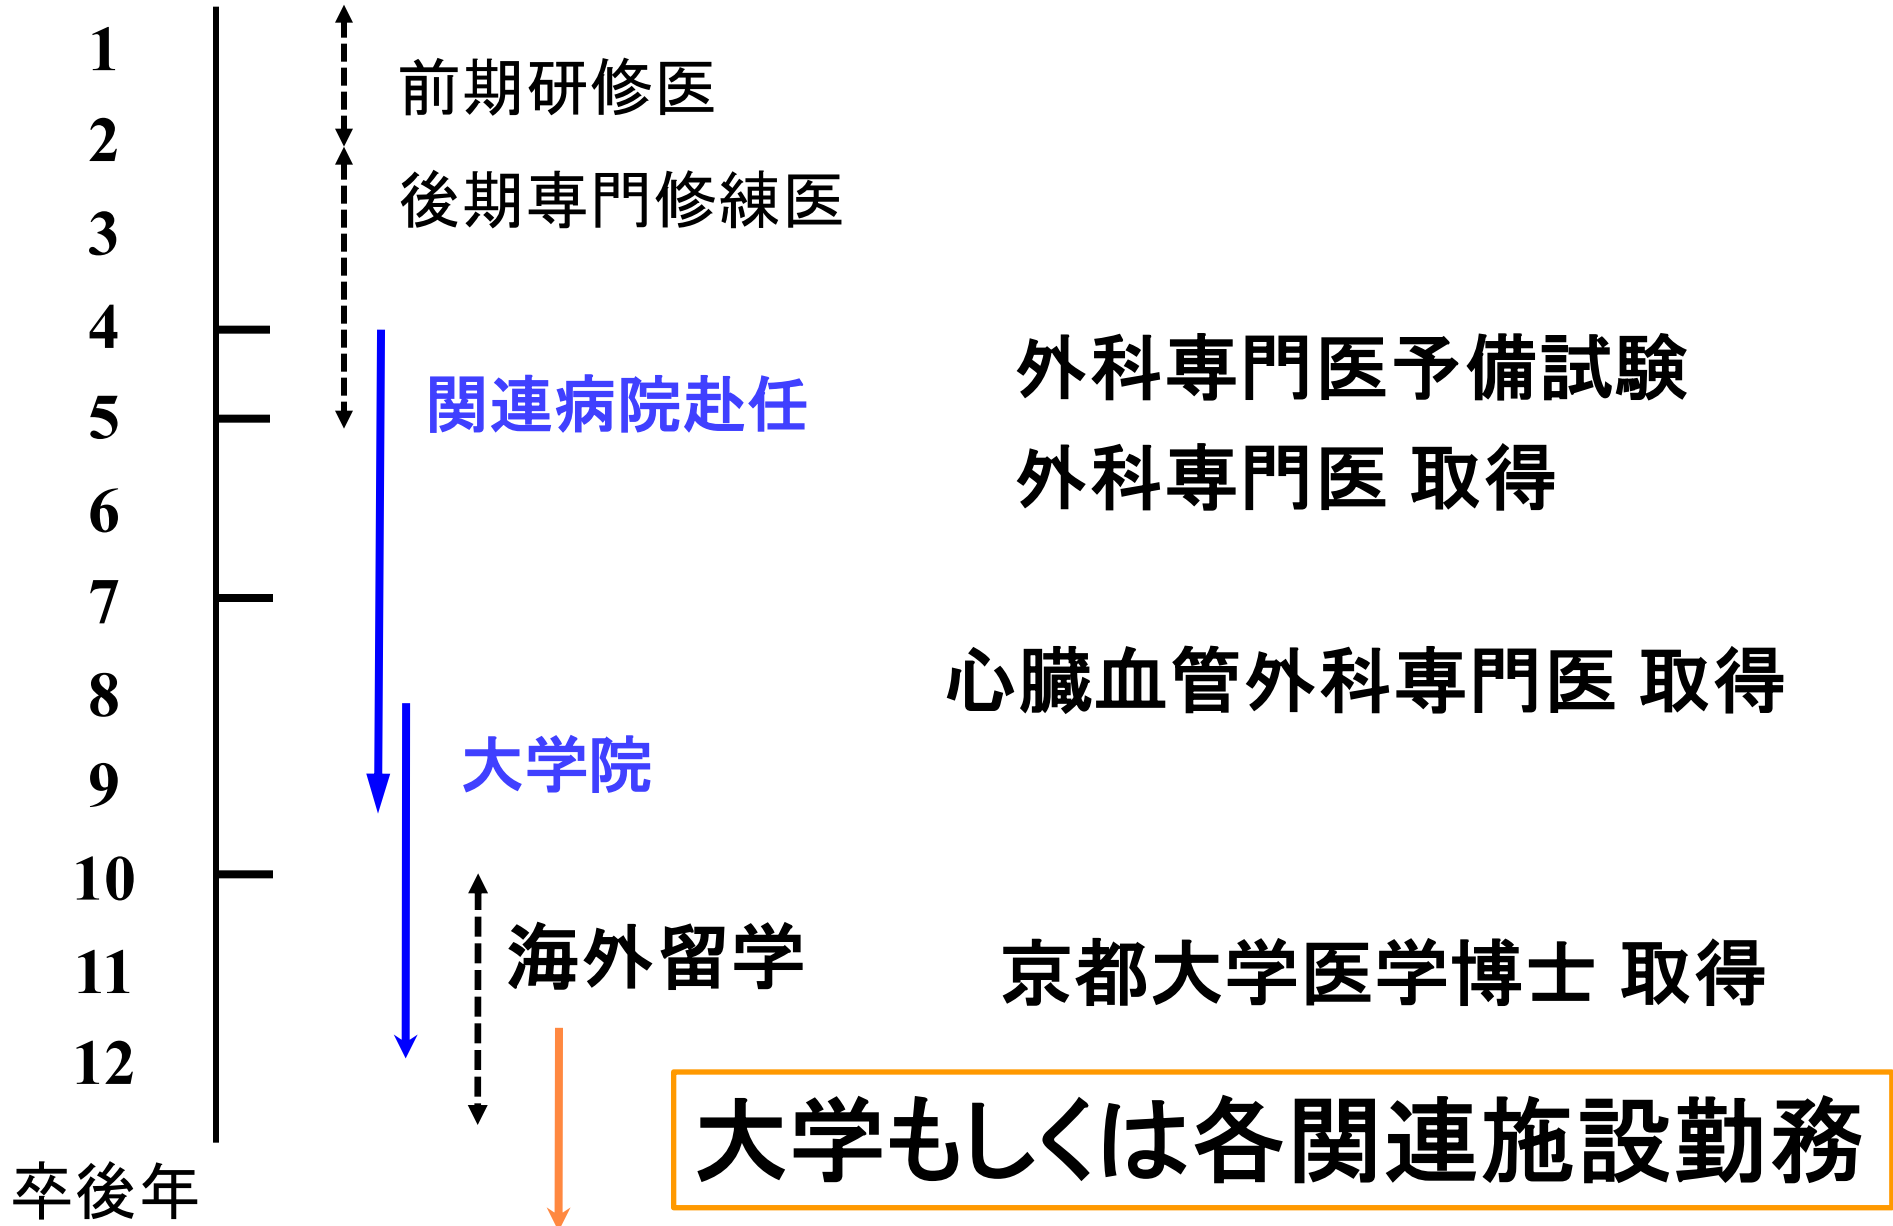 1
前期研修医
2
後期専門修練医
3
4
外科専門医予備試験
関連病院赴任
5
外科専門医 取得
6
7
心臓血管外科専門医 取得
8
大学院
9
10
海外留学
京都大学医学博士 取得
11
12
大学もしくは各関連施設勤務
卒後年